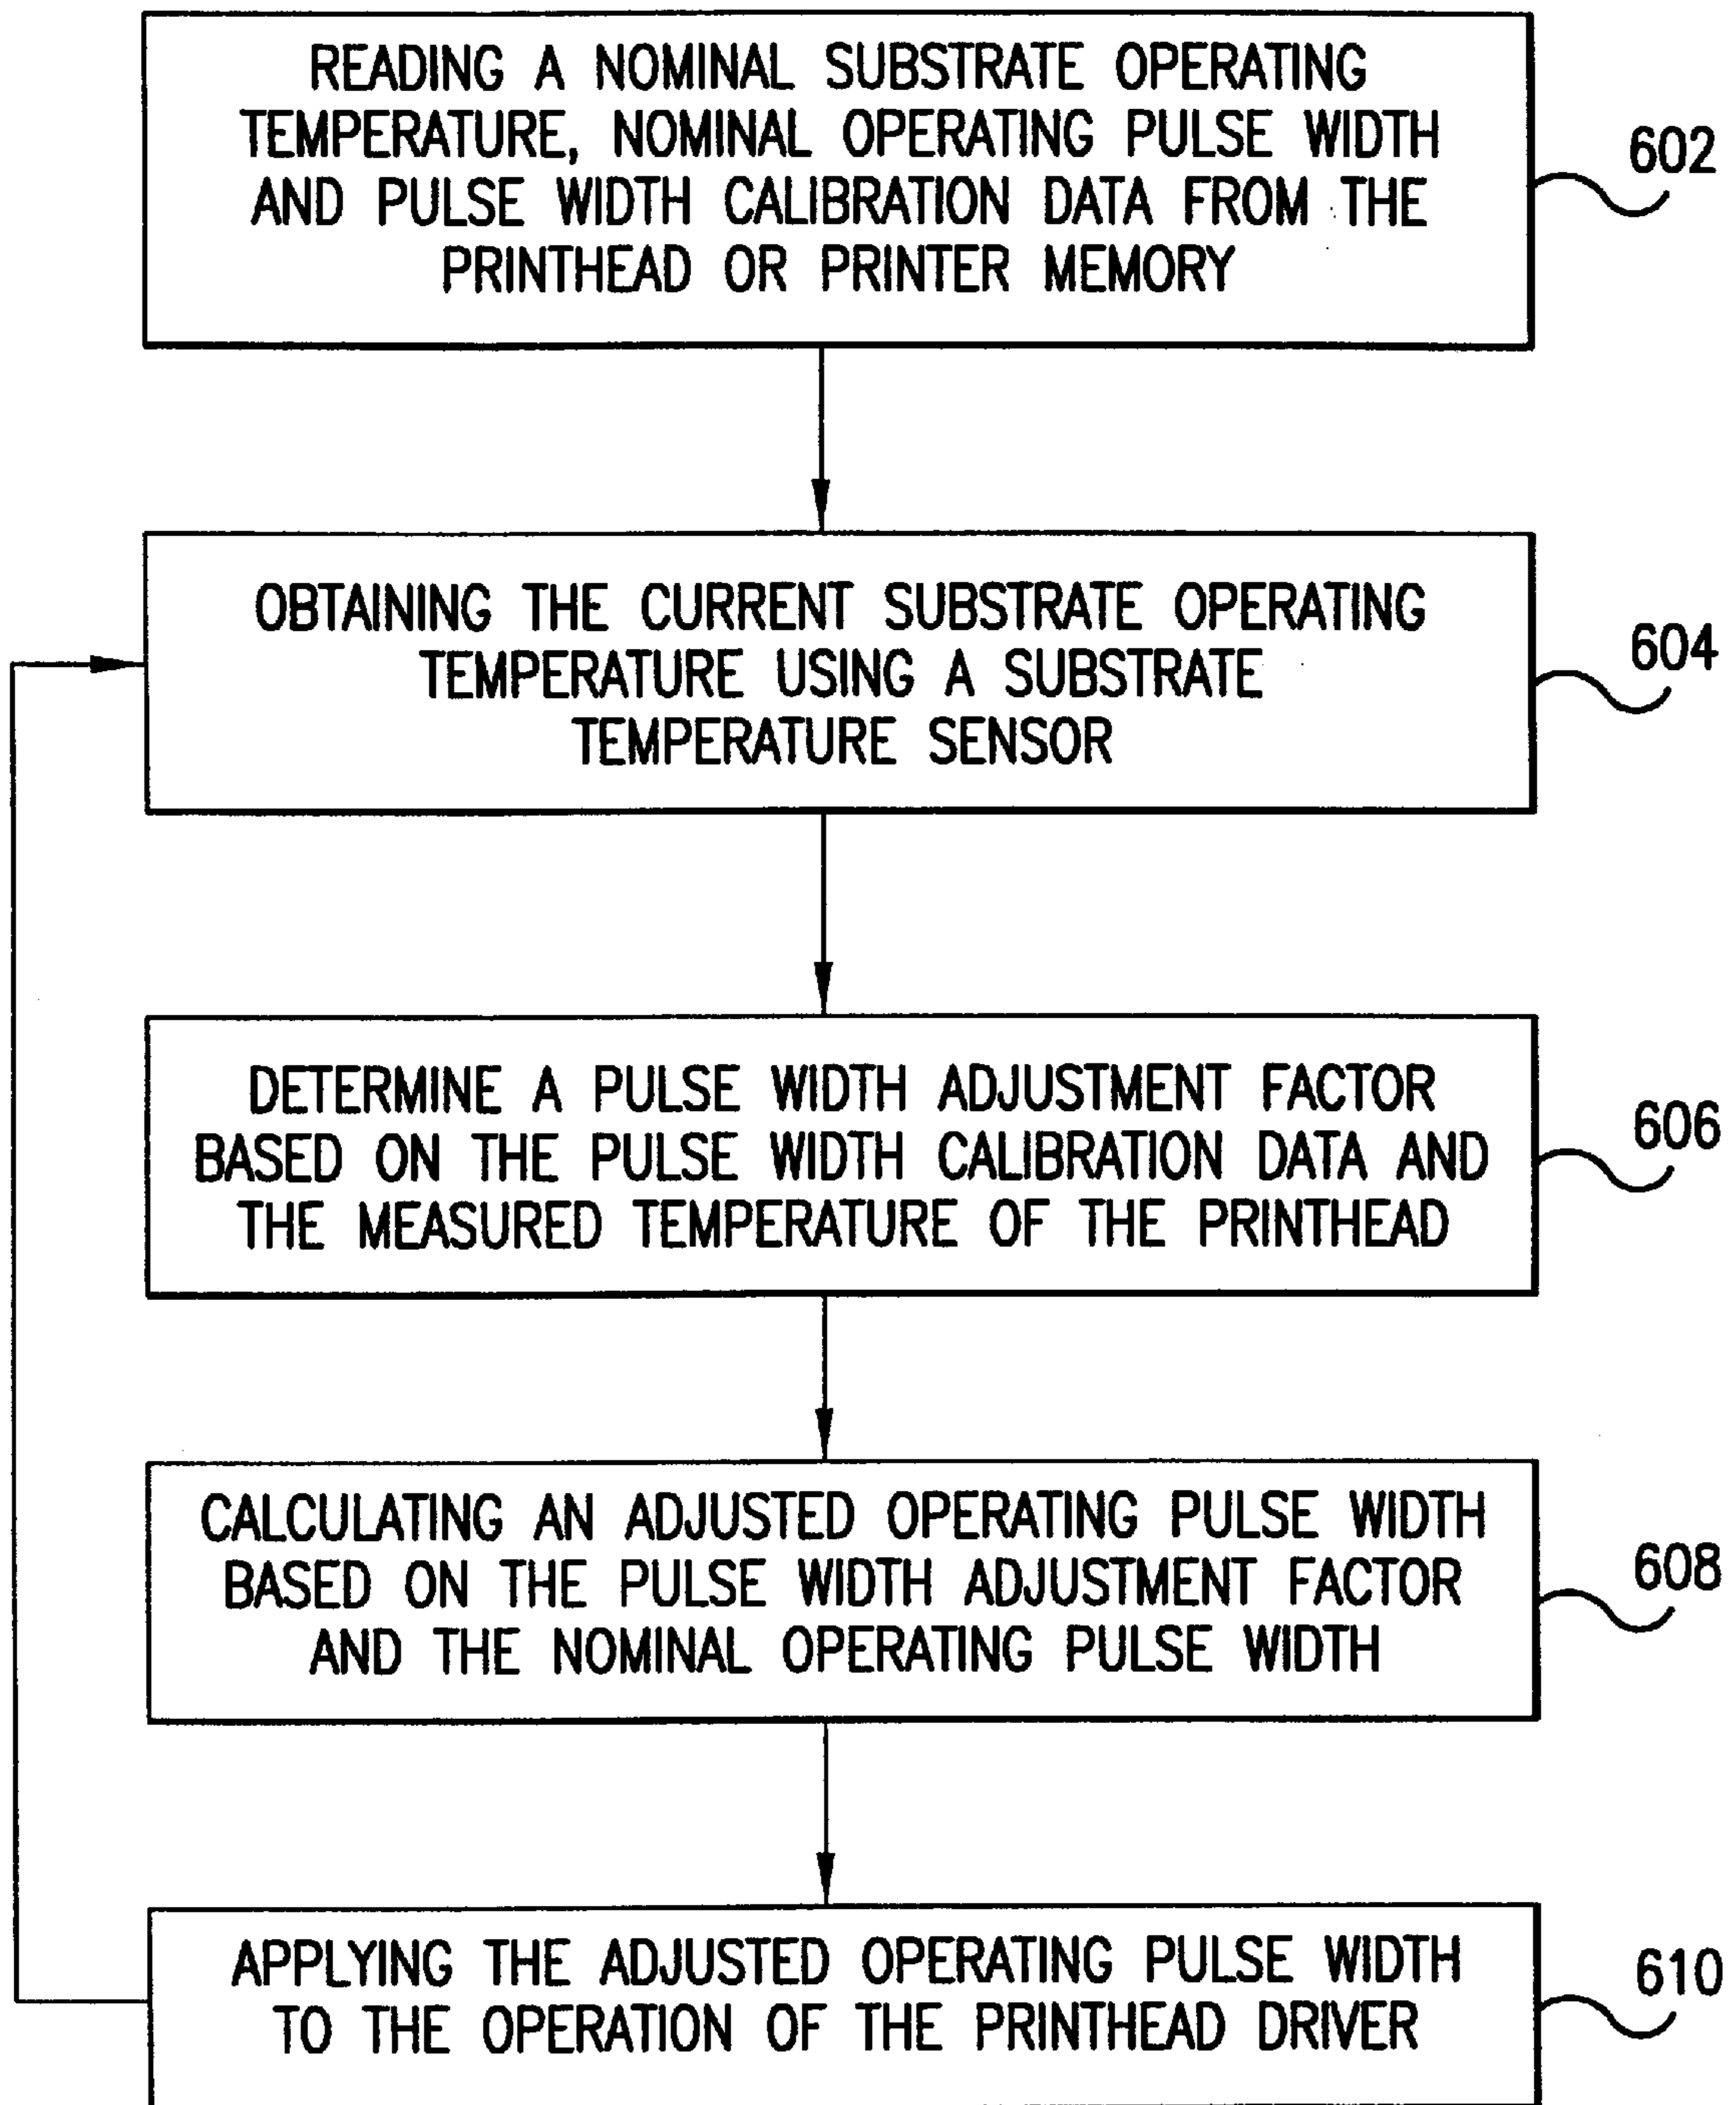 READING A NOMINAL SUBSTRATE OPERATING
TEMPERATURE, NOMINAL OPERATING PULSE WIDTH
AND PULSE WIDTH CALIBRATION DATA FROM THE
PRINTHEAD OR PRINTER MEMORY
602
OBTAINING THE CURRENT SUBSTRATE OPERATING
TEMPERATURE USING A SUBSTRATE
TEMPERATURE SENSOR
604
DETERMINE A PULSE WIDTH ADJUSTMENT FACTOR
BASED ON THE PULSE WIDTH CALIBRATION DATA AND
THE MEASURED TEMPERATURE OF THE PRINTHEAD
606
CALCULATING AN ADJUSTED OPERATING PULSE WIDTH
BASED ON THE PULSE WIDTH ADJUSTMENT FACTOR
AND THE NOMINAL OPERATING PULSE WIDTH
608
APPLYING THE ADJUSTED OPERATING PULSE WIDTH
TO THE OPERATION OF THE PRINTHEAD DRIVER
610